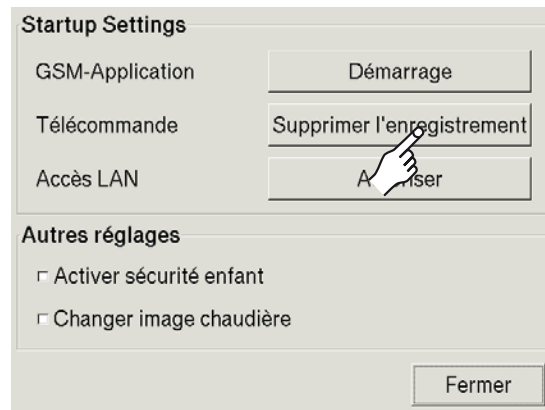 Startup Settings
GSM-Application Démarrage
Télécommande Supprimer l'enregistrement
Accès LAN
Autres réglages
Activer sécurité enfant
Changer image chaudière
Fermer